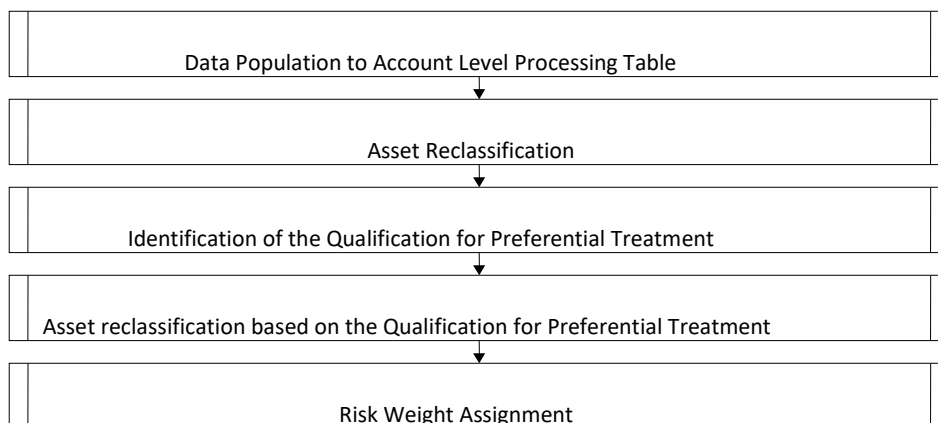 Data Population to Account Level Processing Table
Asset Reclassification
Identification of the Qualification for Preferential Treatment
Asset reclassification based on the Qualification for Preferential Treatment
Risk Weight Assignment